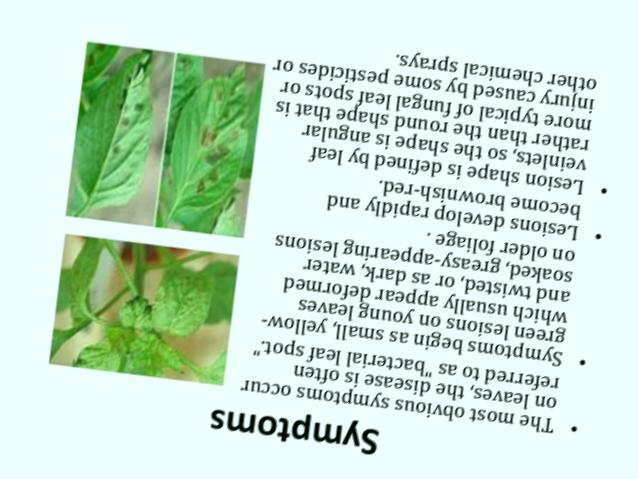 Symptoms
• The most obvious symptoms occur
on leaves, the disease is often
referred to as "bacterial leaf spot."
• Symptoms begin as small, yellow-
green lesions on young leaves
which usually appear deformed
and twisted, or as dark, water
soaked, greasy-appearing lesions
on older foliage .
• Lesions develop rapidly and
become brownish-red.
• Lesion shape is defined by leaf
veinlets, so the shape is angular
rather than the round shape that is
more typical of fungal leaf spots or
injury caused by some pesticides or
other chemical sprays.